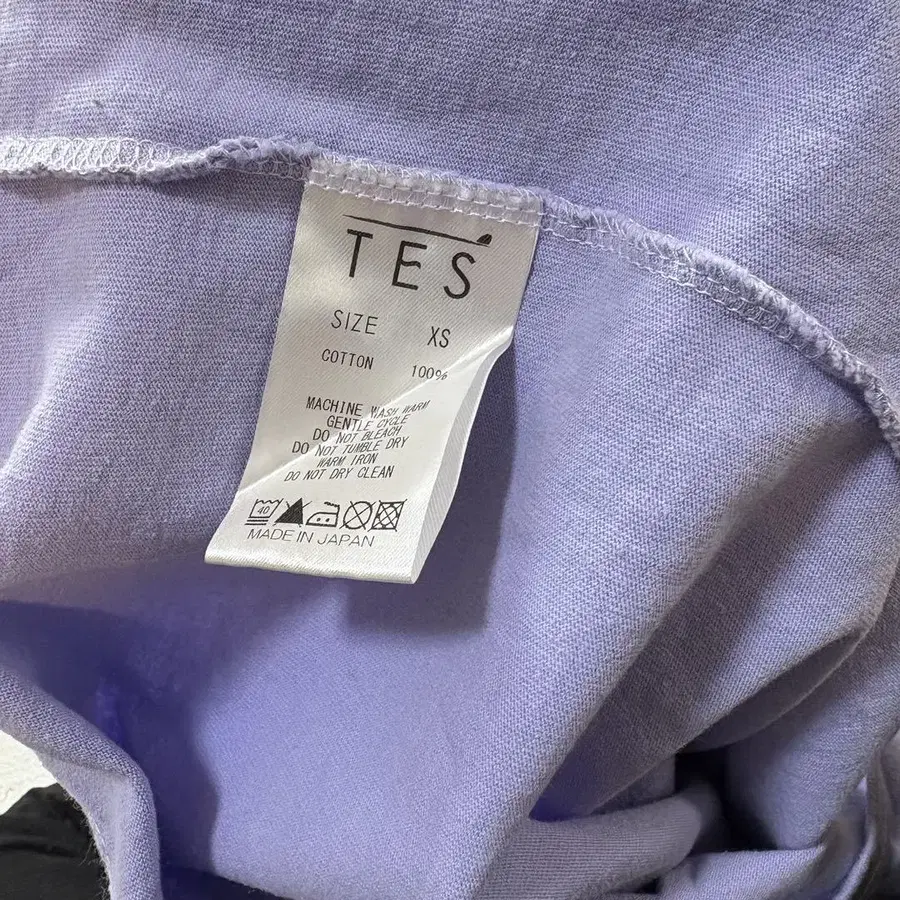 TES
SIZE XS
COTTON 100%
MACHINE WASH WARM
GENTLE CYCLE
DO NOT BLEACH
DO NOT TUMBLE DRY
WARM IRON
DO NOT DRY CLEAN
40
MADE IN JAPAN